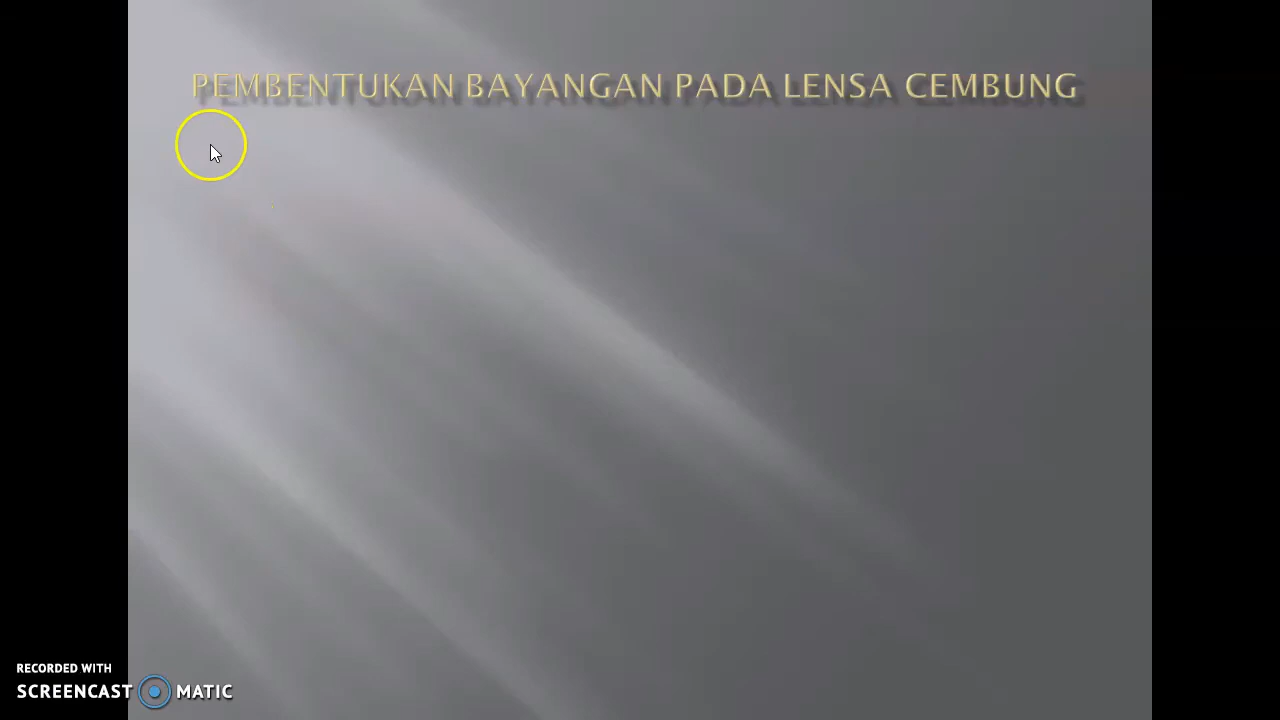 PEMBENTUKAN BAYANGAN PADA LENSA CEMBUNG
RECORDED WITH
SCREENCAST MATIC